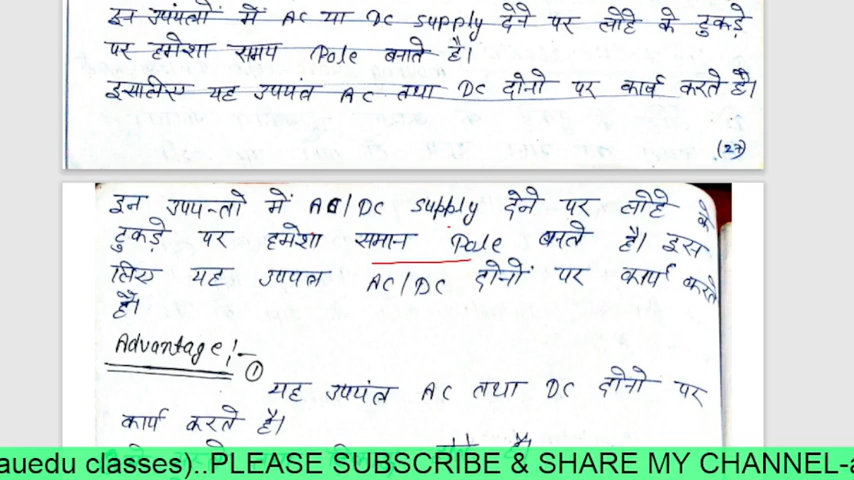 इन उपयंत्रों में AC या DC supply देने पर लोहे के टुकड़े
पर हमेशा समान Pole बनते है।
इसलिए यह उपयंत्र AC तथा DC दोनो पर कार्य करते है।
(27)
इन उपयन्त्रो में AC/DC supply देने पर लोहे के
टुकड़े पर हमेशा समान Pole बनते है। इस
लिए यह उपयंत्र AC/DC दोनों पर कार्य करते
है।
Advantage:-
① यह उपयंत्र AC तथा DC दोनो पर
कार्य करते है।
auedu classes)..PLEASE SUBSCRIBE & SHARE MY CHANNEL-a